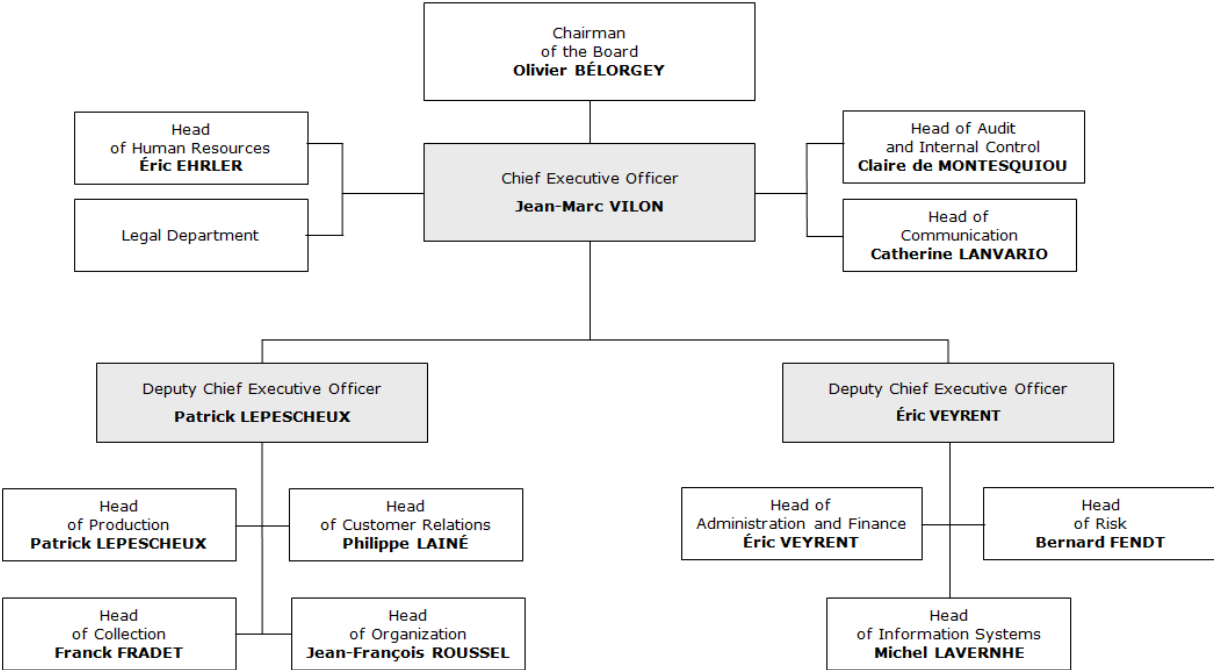 Chairman
of the Board
Olivier BÉLORGEY
Head
of Human Resources
Éric EHRLER
Legal Department
Chief Executive Officer
Jean-Marc VILON
Head of Audit
and Internal Control
Claire de MONTESQUIOU
Head of
Communication
Catherine LANVARIO
Deputy Chief Executive Officer
Patrick LEPESCHEUX
Deputy Chief Executive Officer
Éric VEYRENT
Head
of Production
Patrick LEPESCHEUX
Head
of Customer Relations
Philippe LAINÉ
Head of
Administration and Finance
Éric VEYRENT
Head
of Risk
Bernard FENDT
Head
of Collection
Franck FRADET
Head
of Organization
Jean-François ROUSSEL
Head
of Information Systems
Michel LAVERNHE